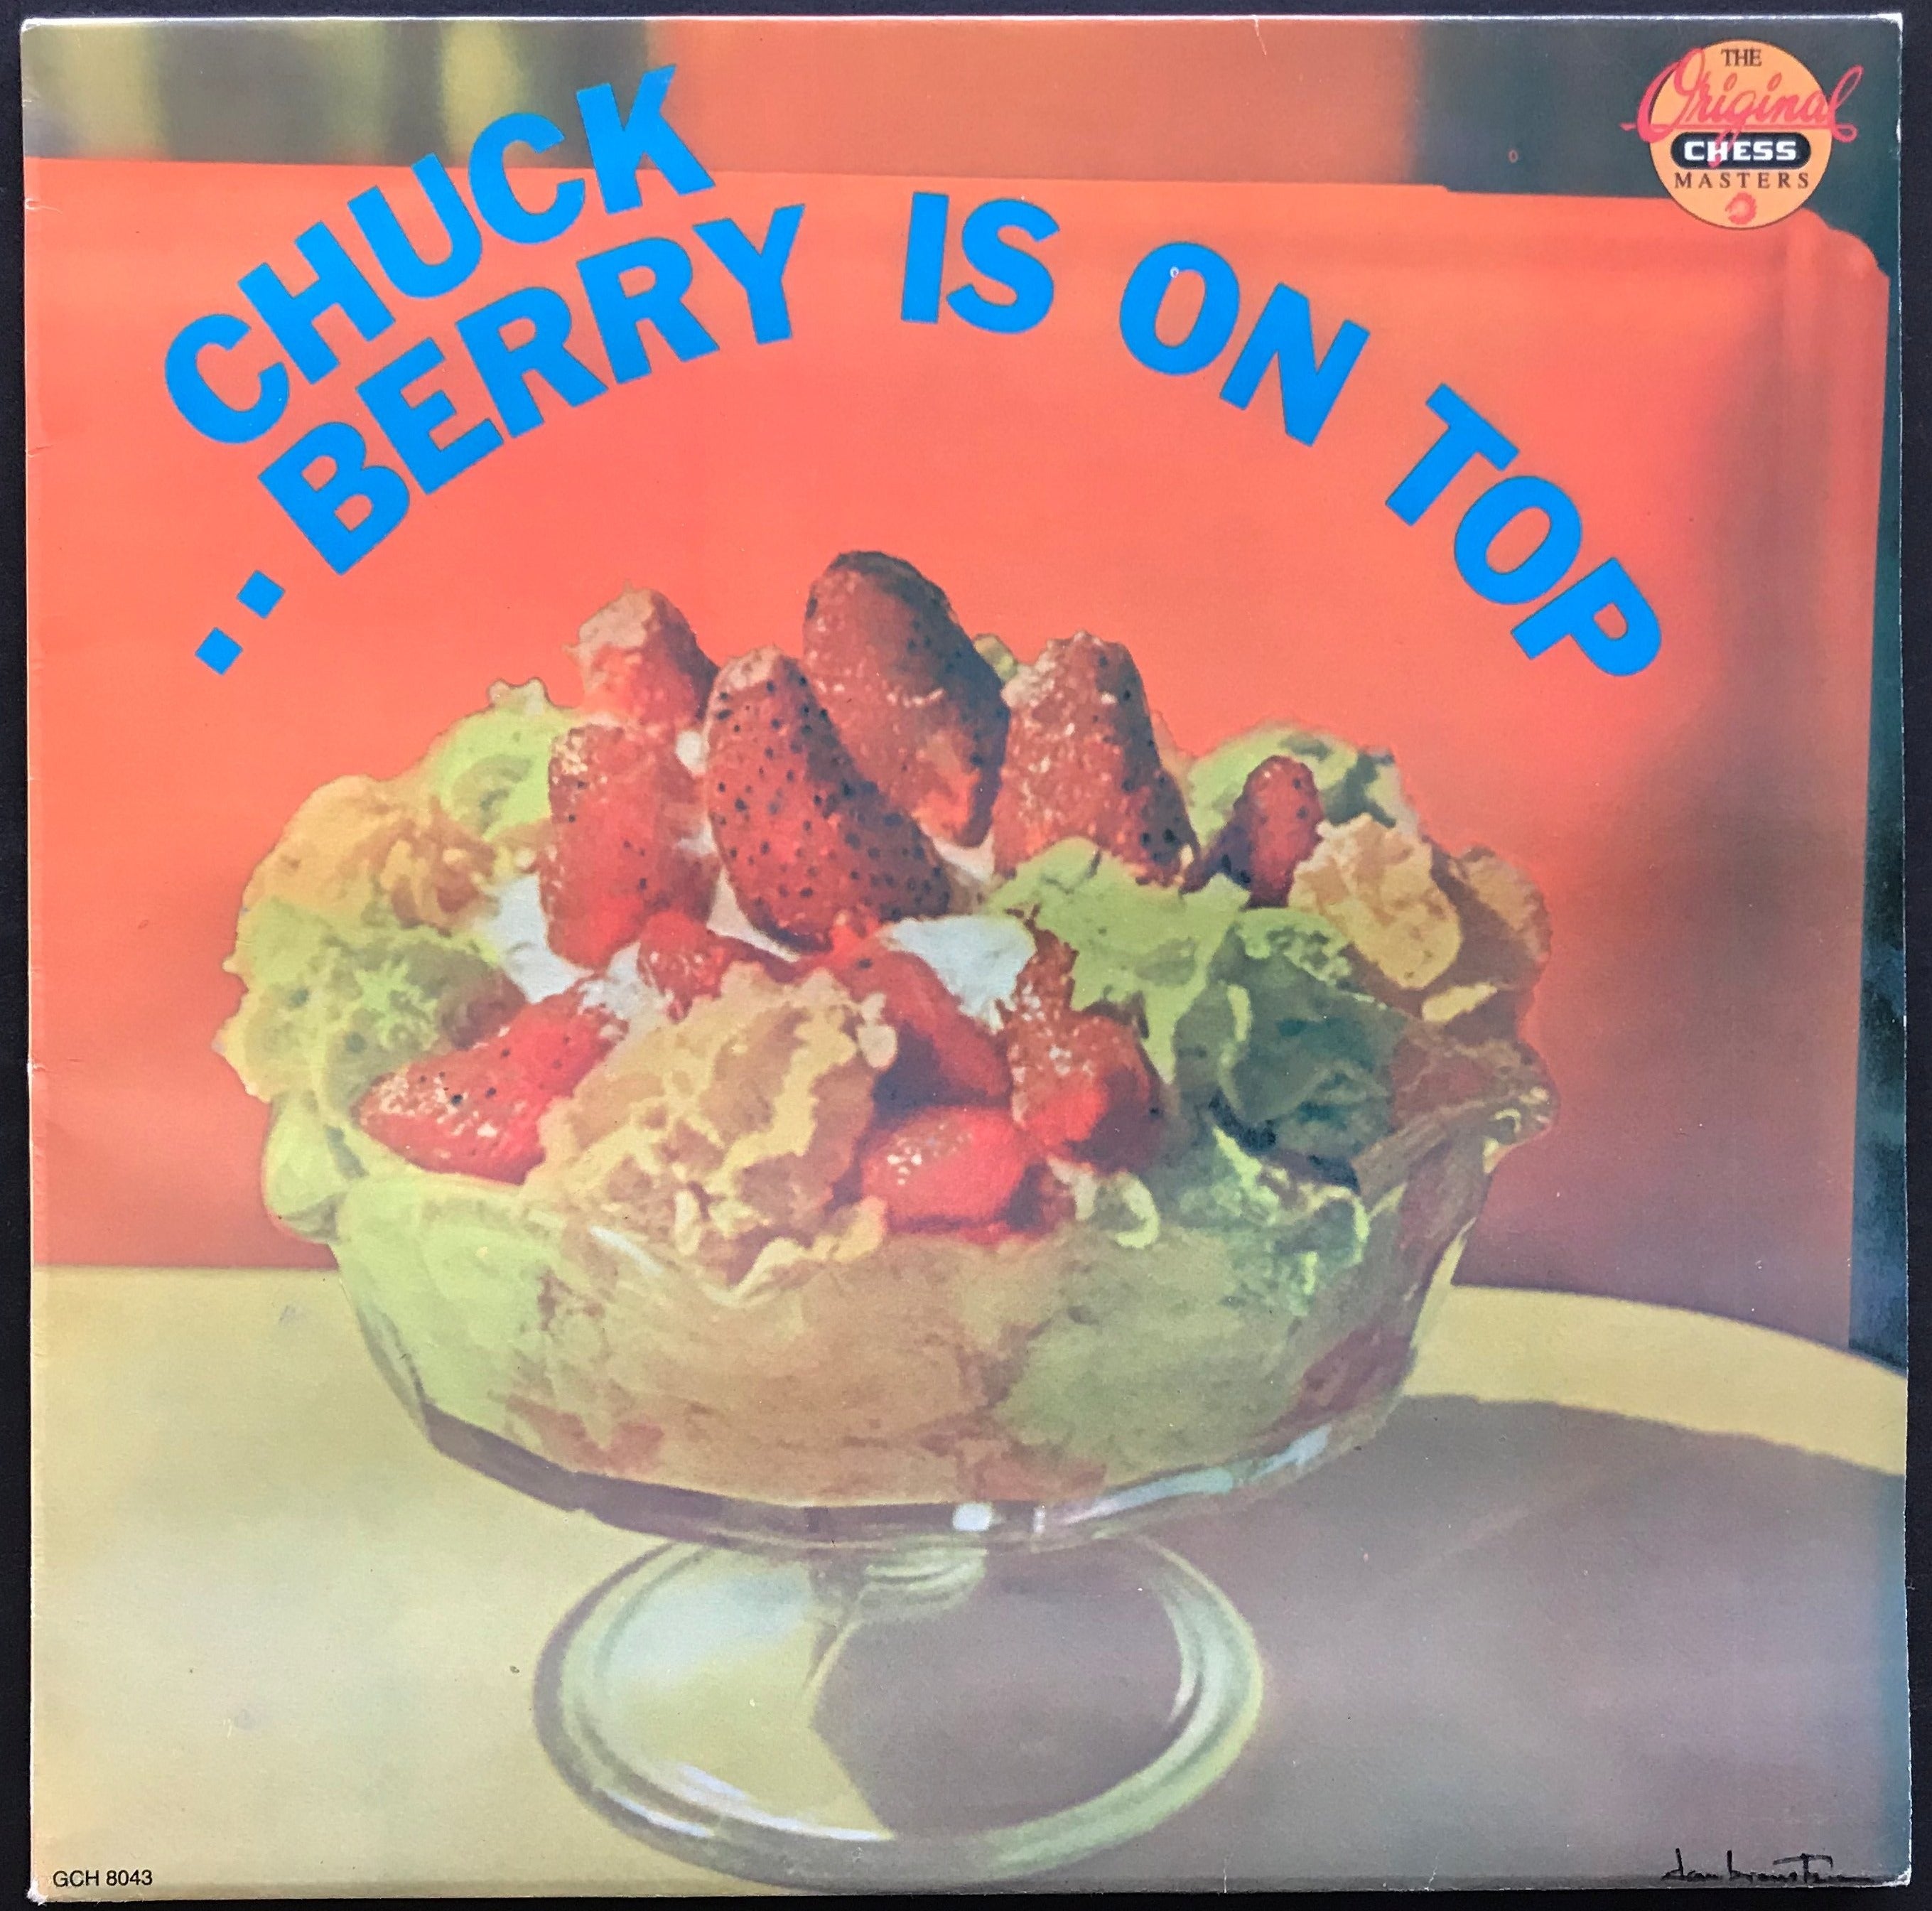 CHUCK
..BERRY IS ON TOP
THE
Original
CHESS
MASTERS
GCH 8043